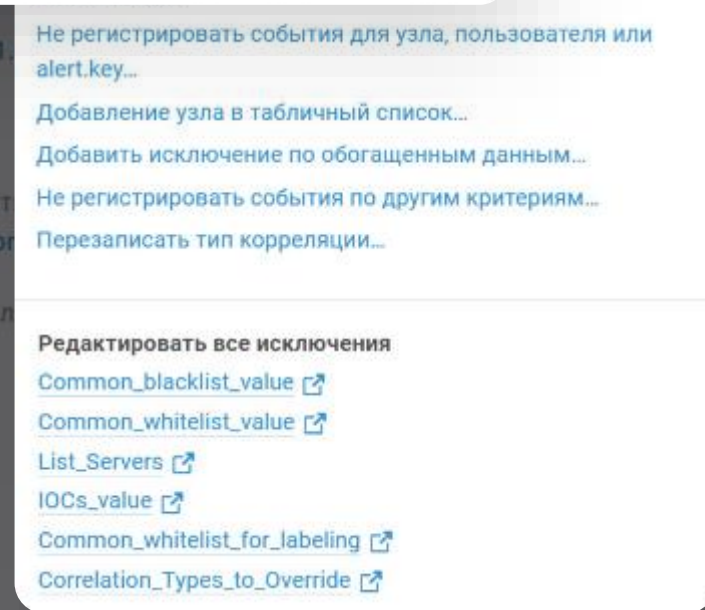 Не регистрировать события для узла, пользователя или
alert.key...
Добавление узла в табличный список...
Добавить исключение по обогащенным данным...
Не регистрировать события по другим критериям...
Перезаписать тип корреляции...
Редактировать все исключения
Common_blacklist_value
Common_whitelist_value
List_Servers
IOCs_value
Common_whitelist_for_labeling
Correlation_Types_to_Override